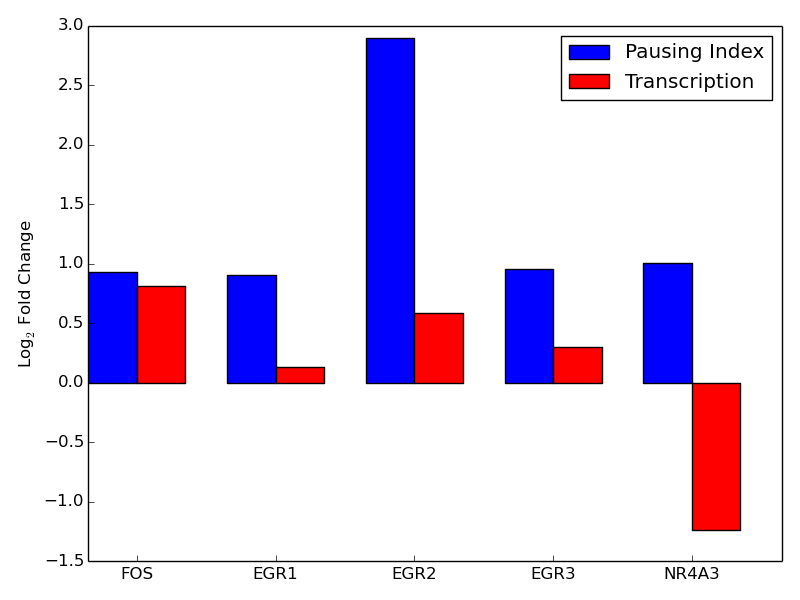 3.0
2.5
2.0
1.5
1.0
0.5
0.0
−0.5
−1.0
−1.5
Log₂ Fold Change
Pausing Index
Transcription
FOS EGR1 EGR2 EGR3 NR4A3